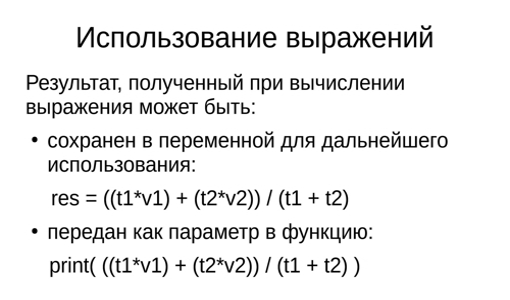 Использование выражений
Результат, полученный при вычислении
выражения может быть:
• сохранен в переменной для дальнейшего
использования:
res = ((t1*v1) + (t2*v2)) / (t1 + t2)
• передан как параметр в функцию:
print( ((t1*v1) + (t2*v2)) / (t1 + t2) )